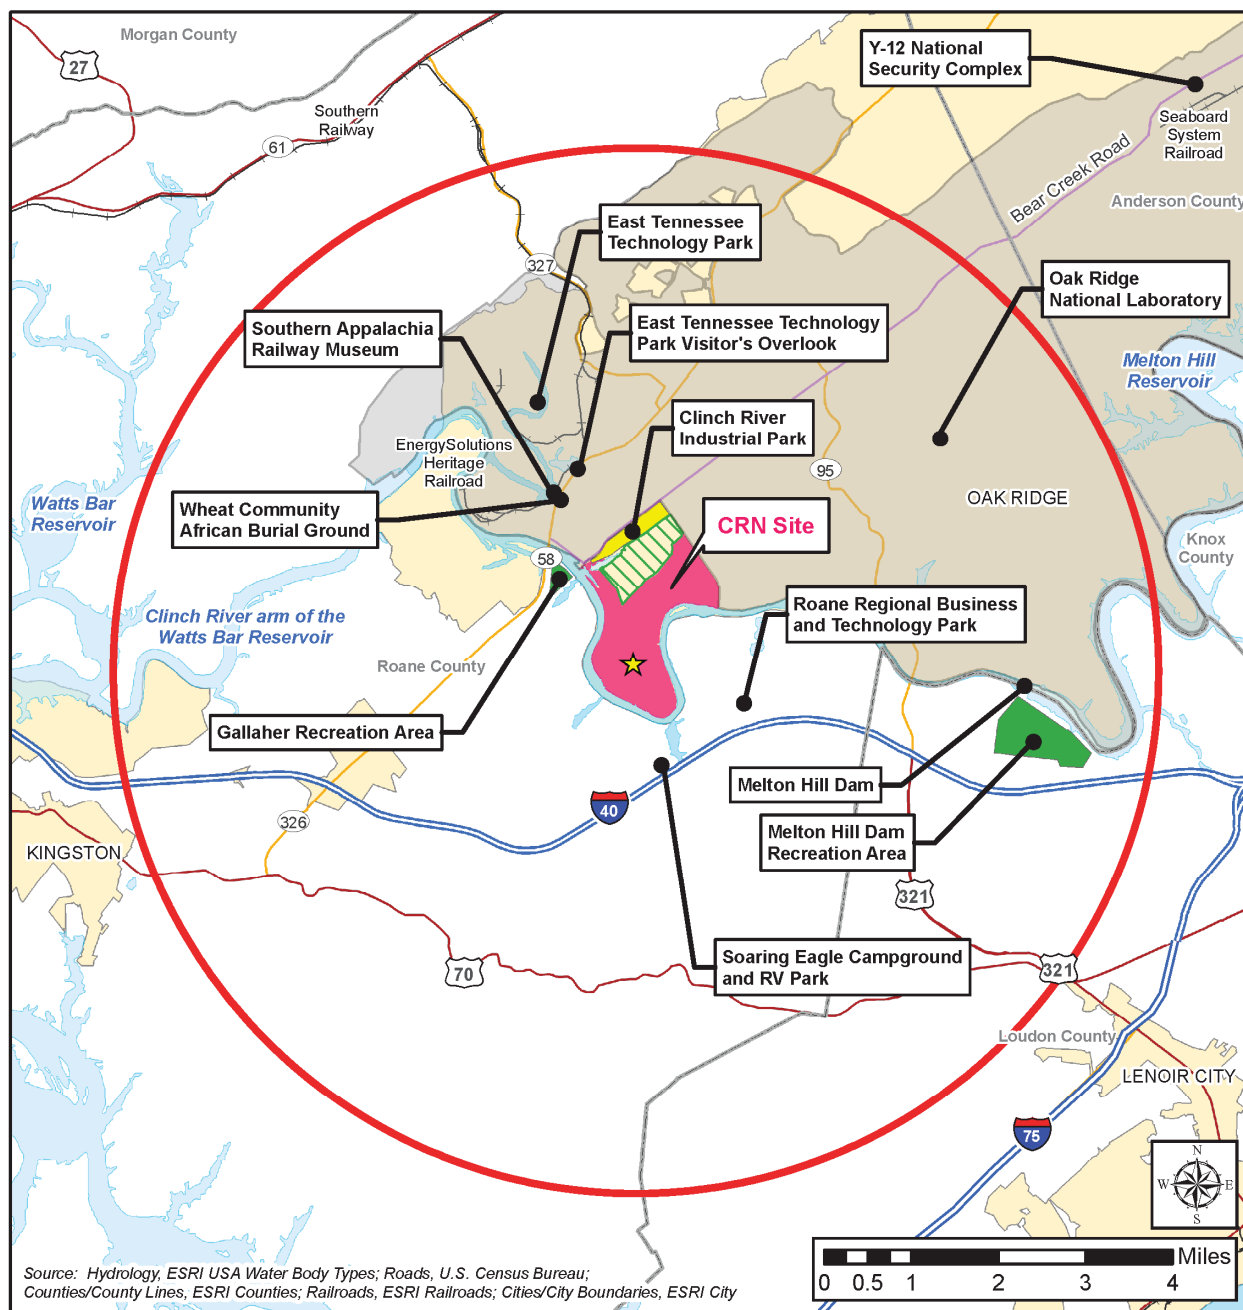 Morgan County
27
Southern
Railway
61
Y-12 National
Security Complex
Seaboard
System
Railroad
Bear Creek Road
Anderson County
East Tennessee
Technology Park
327
Oak Ridge
National Laboratory
Southern Appalachia
Railway Museum
East Tennessee Technology
Park Visitor's Overlook
Melton Hill
Reservoir
Clinch River
Industrial Park
EnergySolutions
Heritage
Railroad
95
OAK RIDGE
Watts Bar
Reservoir
Wheat Community
African Burial Ground
CRN Site
Knox
County
58
Clinch River arm of the
Watts Bar Reservoir
Roane Regional Business
and Technology Park
Roane County
Gallaher Recreation Area
Melton Hill Dam
40
326
Melton Hill Dam
Recreation Area
KINGSTON
321
Soaring Eagle Campground
and RV Park
70
321
Loudon County
LENOIR CITY
75
N
W E
S
Miles
0 0.5 1 2 3 4
Source: Hydrology, ESRI USA Water Body Types; Roads, U.S. Census Bureau;
Counties/County Lines, ESRI Counties; Railroads, ESRI Railroads; Cities/City Boundaries, ESRI City